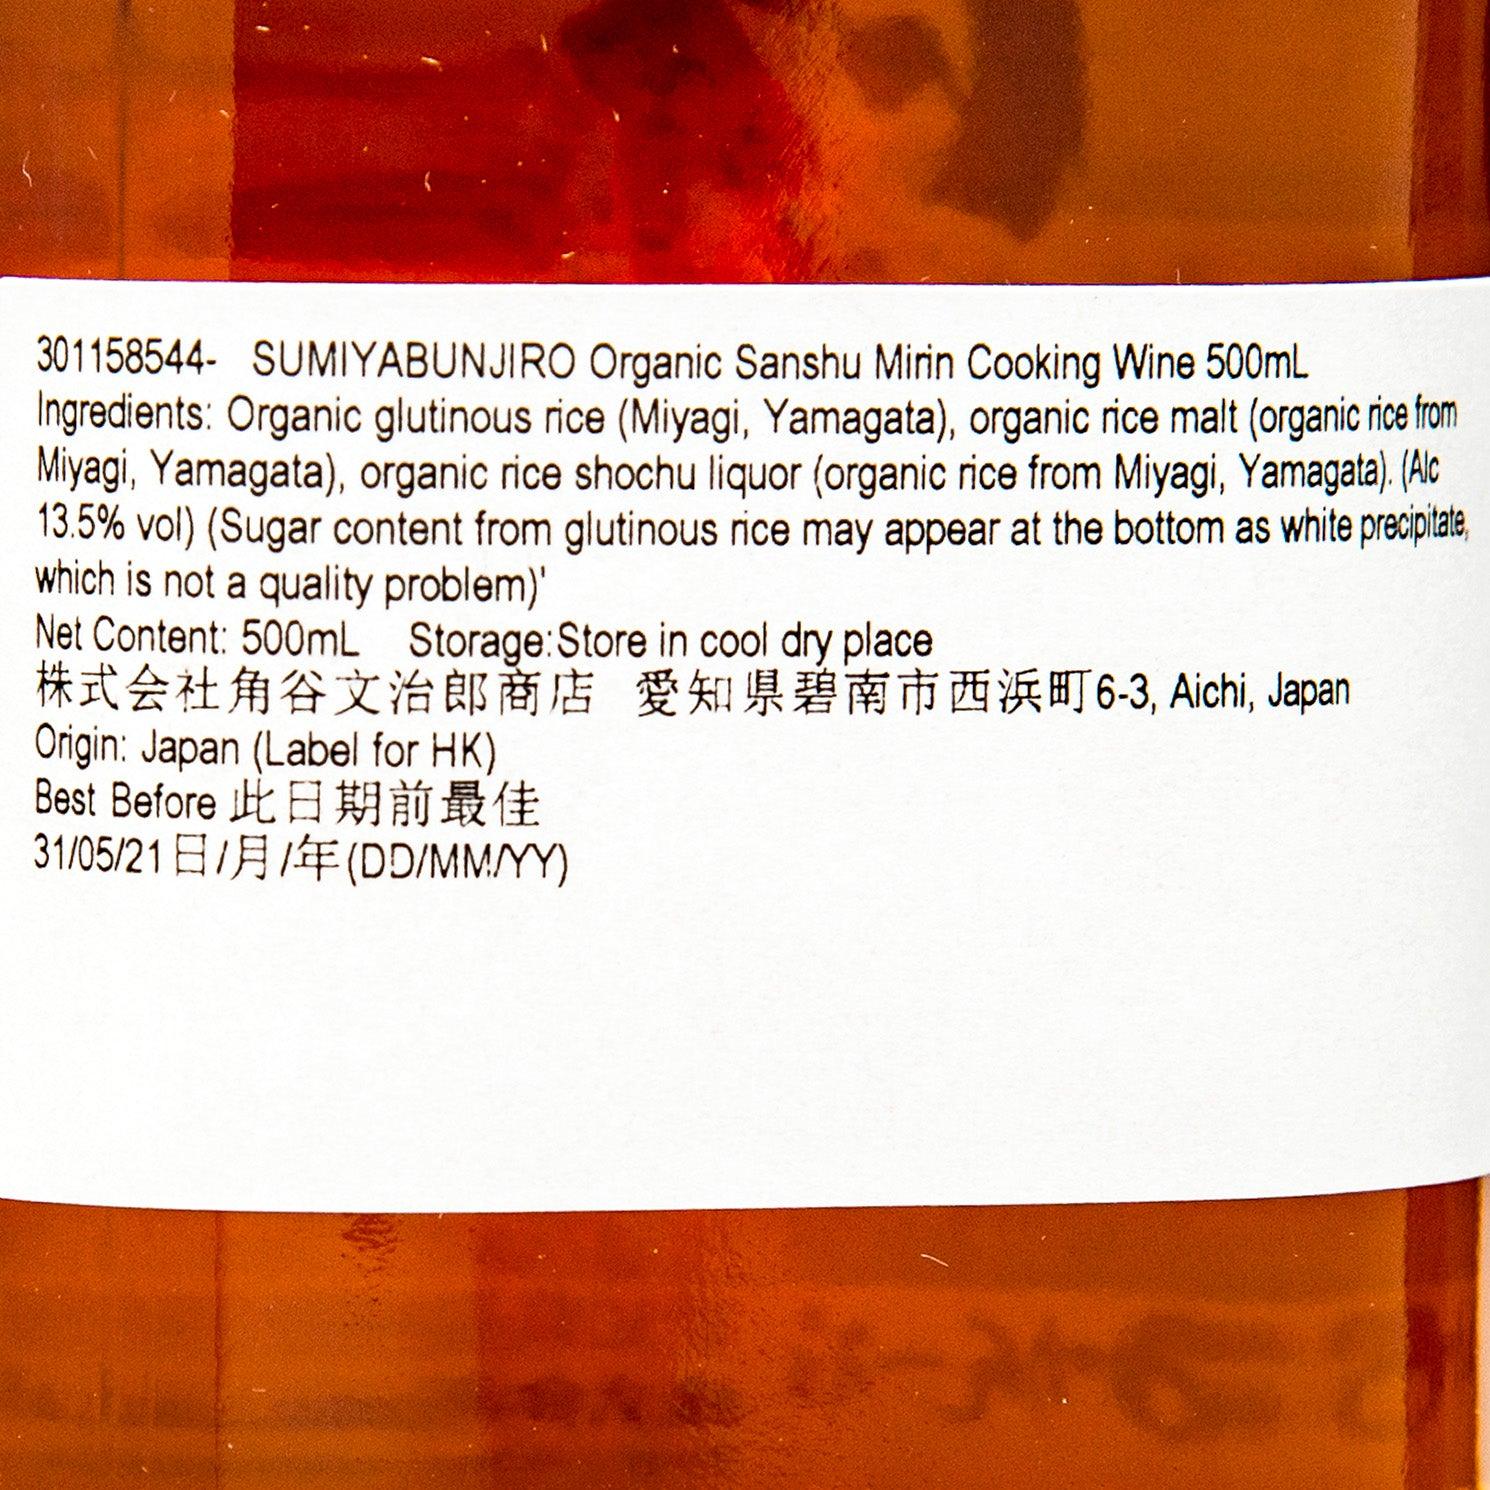 301158544- SUMIYABUNJIRO Organic Sanshu Mirin Cooking Wine 500mL
Ingredients: Organic glutinous rice (Miyagi, Yamagata), organic rice malt (organic rice from
Miyagi, Yamagata), organic rice shochu liquor (organic rice from Miyagi, Yamagata). (Alc
13.5% vol) (Sugar content from glutinous rice may appear at the bottom as white precipitate,
which is not a quality problem)'
Net Content: 500mL Storage:Store in cool dry place
株式会社角谷文治郎商店 愛知県碧南市西浜町6-3, Aichi, Japan
Origin: Japan (Label for HK)
Best Before 此日期前最佳
31/05/21日/月/年(DD/MM/YY)